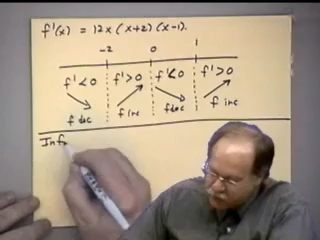 f'(x) = 12x(x+2)(x-1).
-2 0 1
f'<0 f'>0 f'<0 f'>0
f dec f inc f dec f inc
Inf